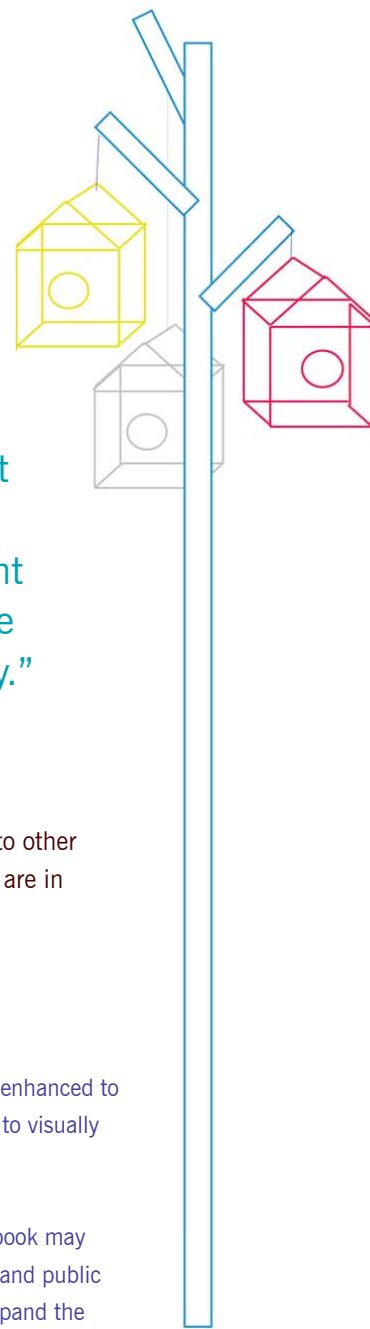 t
nt
e
y.”
to other
are in
enhanced to
to visually
book may
and public
pand the